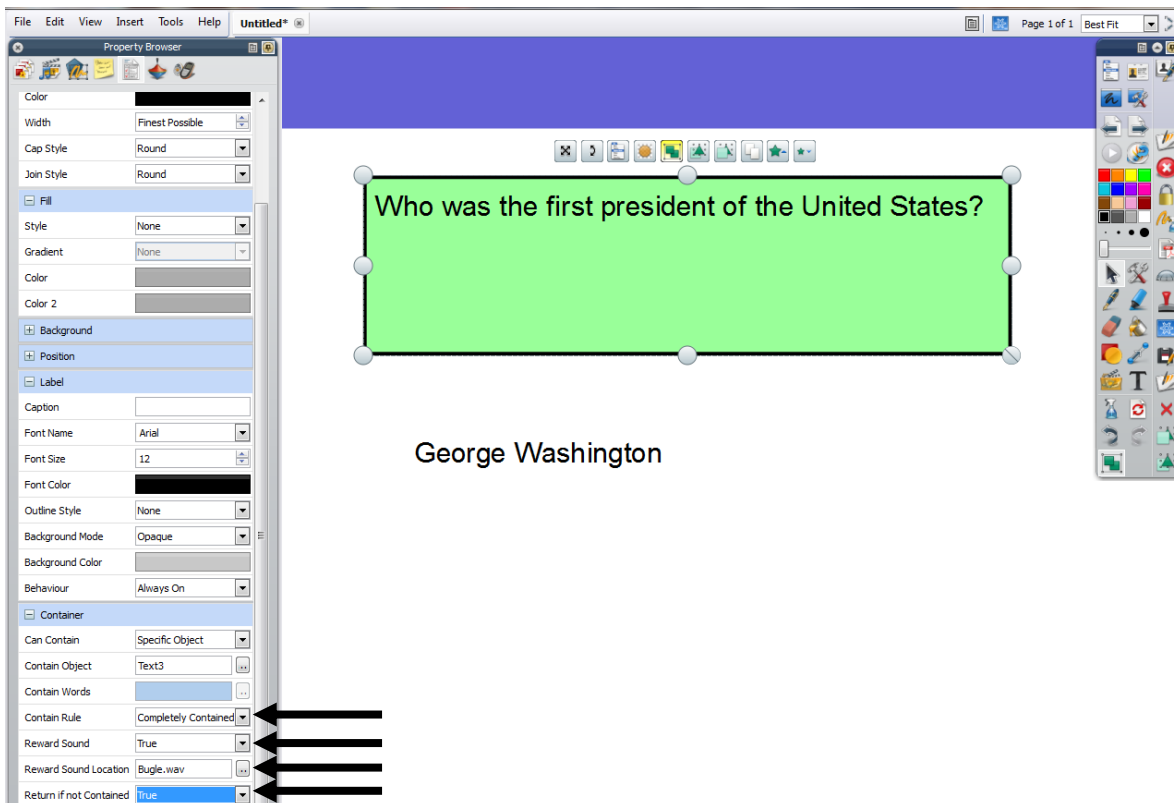 File Edit View Insert Tools Help Untitled*
Page 1 of 1 Best Fit
Property Browser
Color
Width Finest Possible
Cap Style Round
Join Style Round
Fill
Style None
Gradient None
Color
Color 2
Background
Position
Label
Caption
Font Name Arial
Font Size 12
Font Color
Outline Style None
Background Mode Opaque
Background Color
Behaviour Always On
Container
Can Contain Specific Object
Contain Object Text3
Contain Words
Contain Rule Completely Contained
Reward Sound True
Reward Sound Location Bugle.wav
Return if not Contained True
Who was the first president of the United States?
George Washington